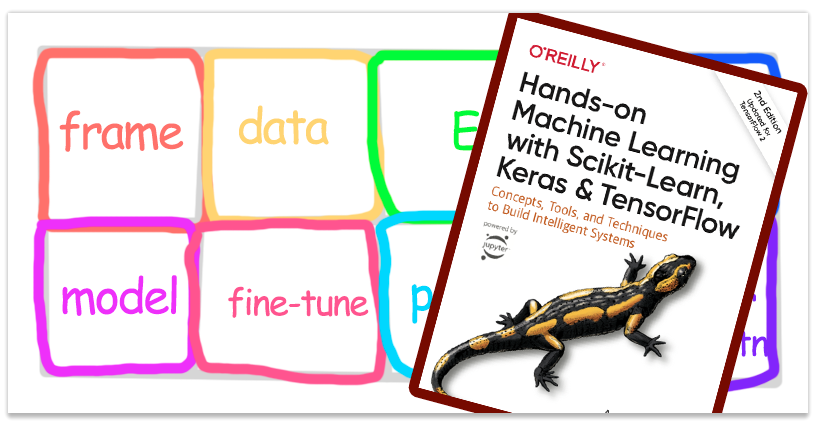 frame
data
E
model
fine-tune
p
tn
O'REILLY®
Hands-on
Machine Learning
with Scikit-Learn,
Keras & TensorFlow
2nd Edition
Updated for
TensorFlow 2
Concepts, Tools, and Techniques
to Build Intelligent Systems
powered by
jupyter